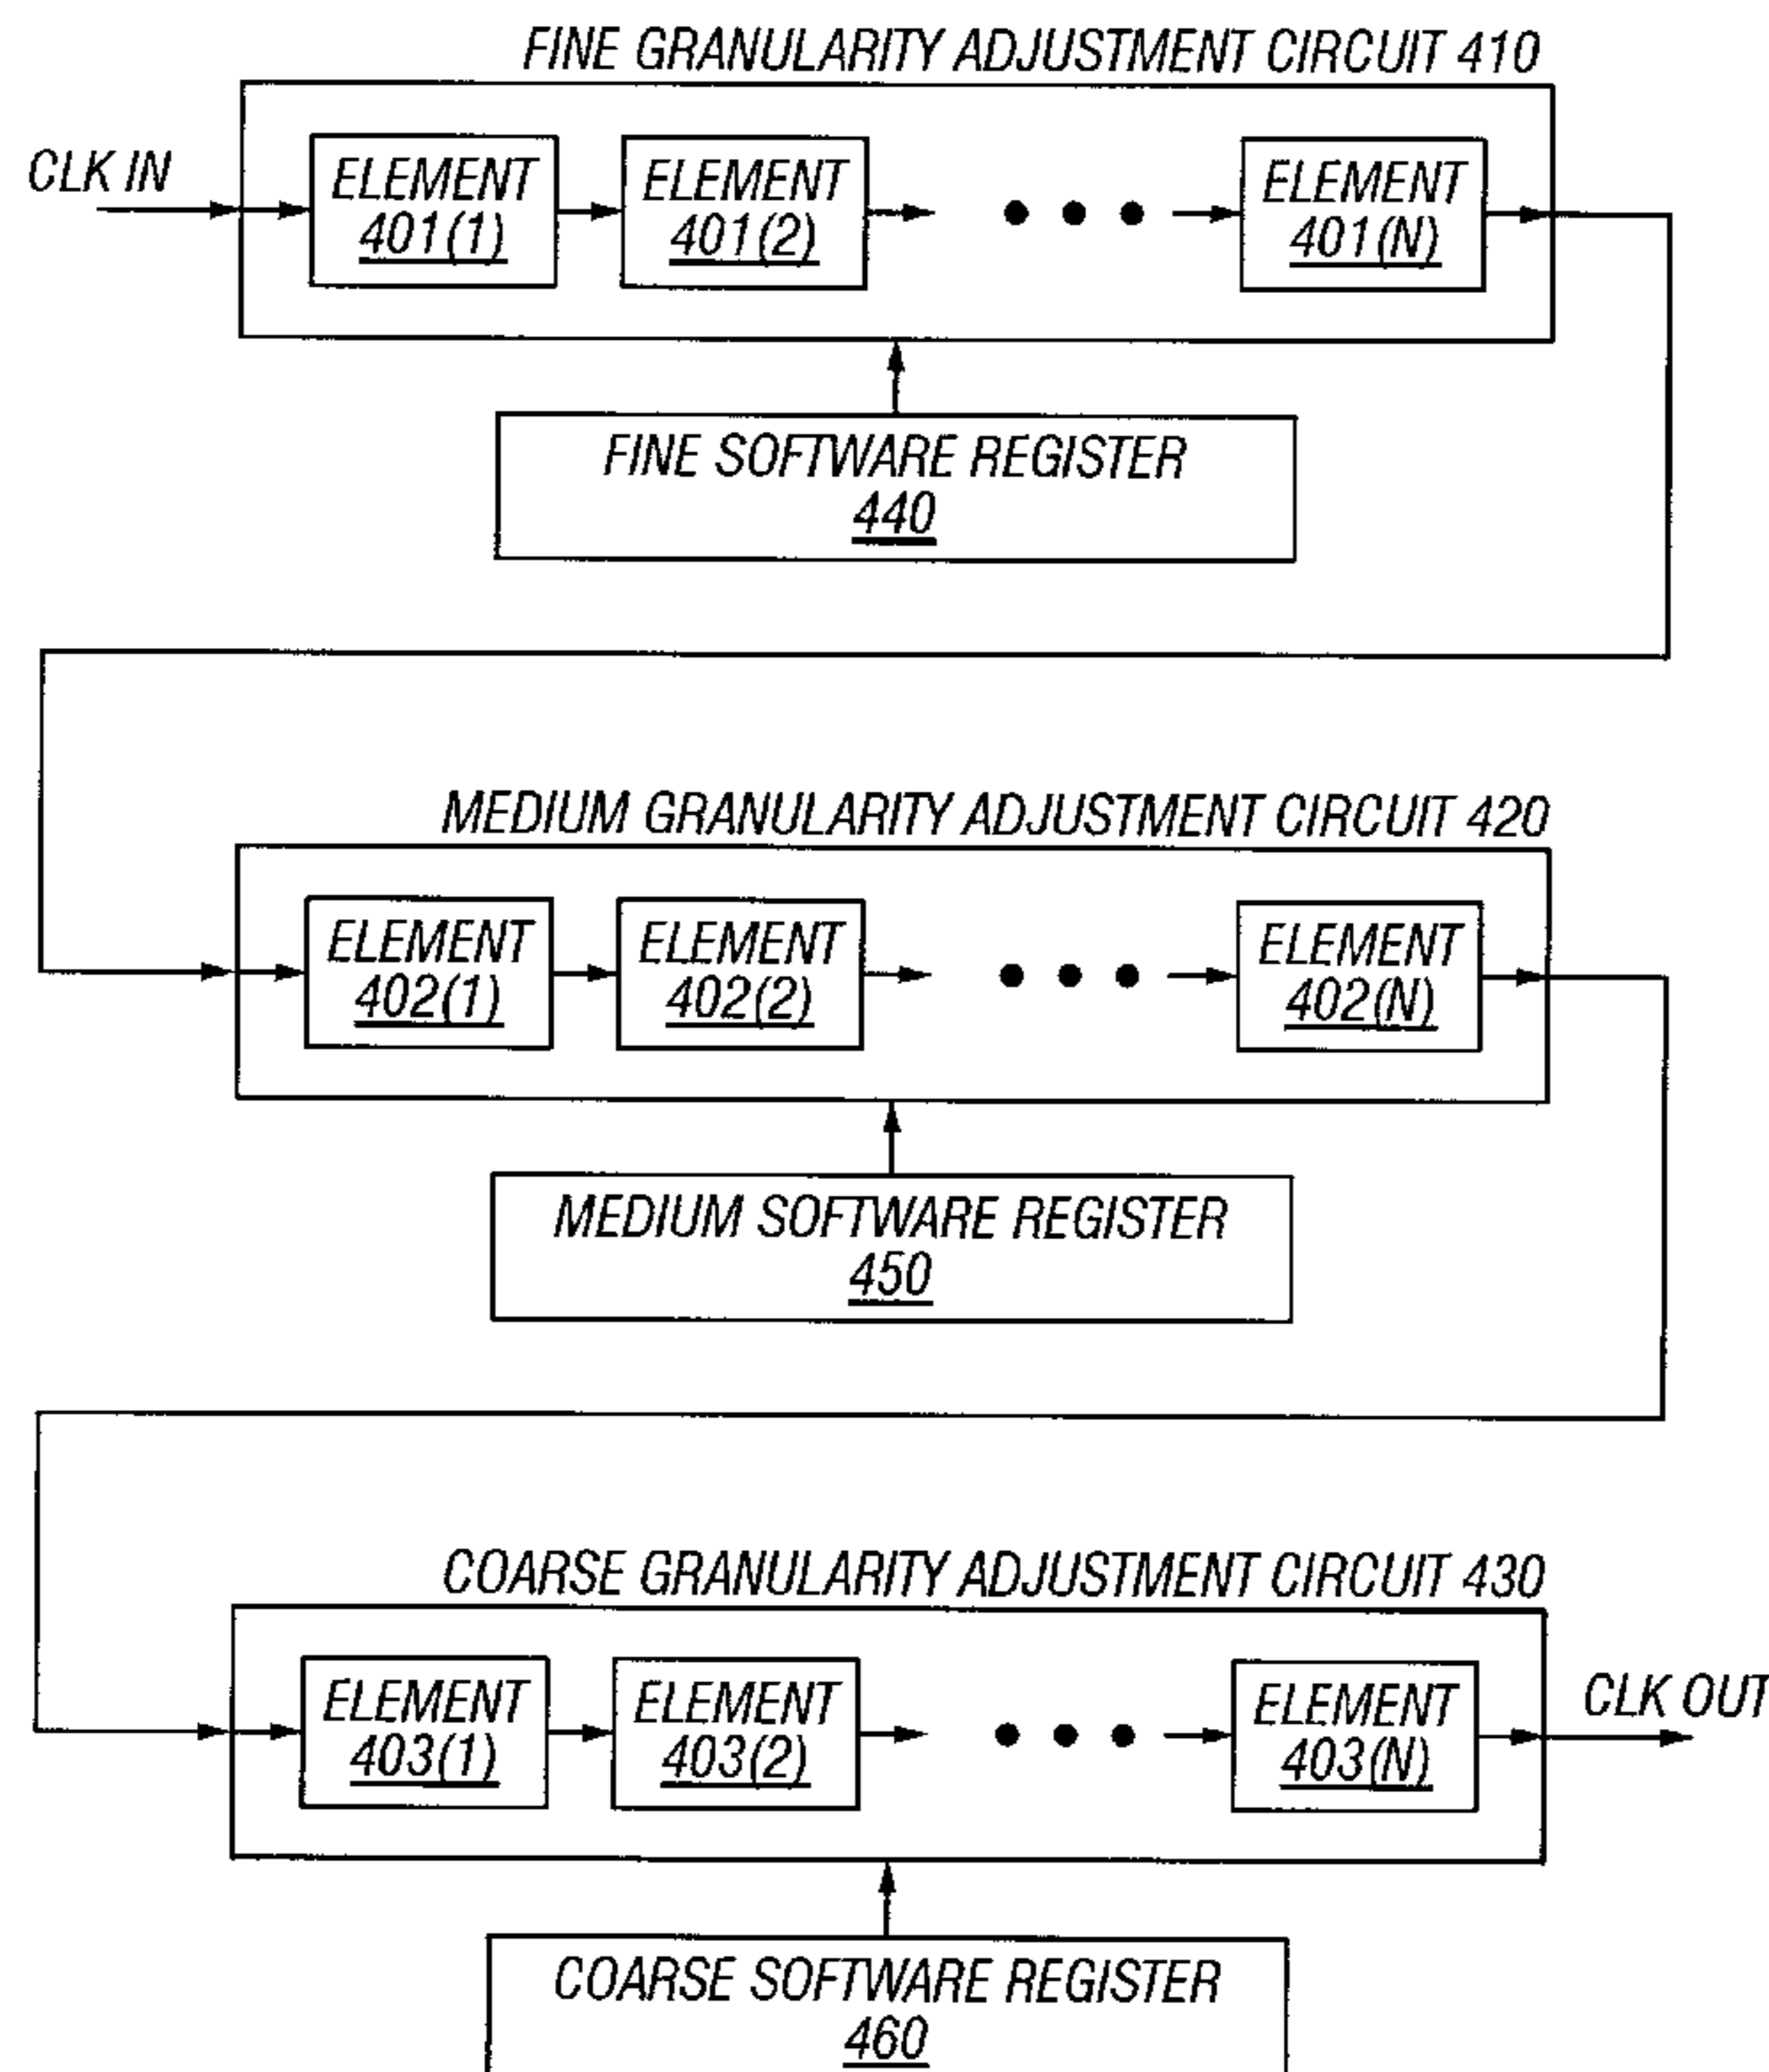 FINE GRANULARITY ADJUSTMENT CIRCUIT 410
CLK IN
ELEMENT
401(1)
ELEMENT
401(2)
ELEMENT
401(N)
FINE SOFTWARE REGISTER
440
MEDIUM GRANULARITY ADJUSTMENT CIRCUIT 420
ELEMENT
402(1)
ELEMENT
402(2)
ELEMENT
402(N)
MEDIUM SOFTWARE REGISTER
450
COARSE GRANULARITY ADJUSTMENT CIRCUIT 430
ELEMENT
403(1)
ELEMENT
403(2)
ELEMENT
403(N)
CLK OUT
COARSE SOFTWARE REGISTER
460